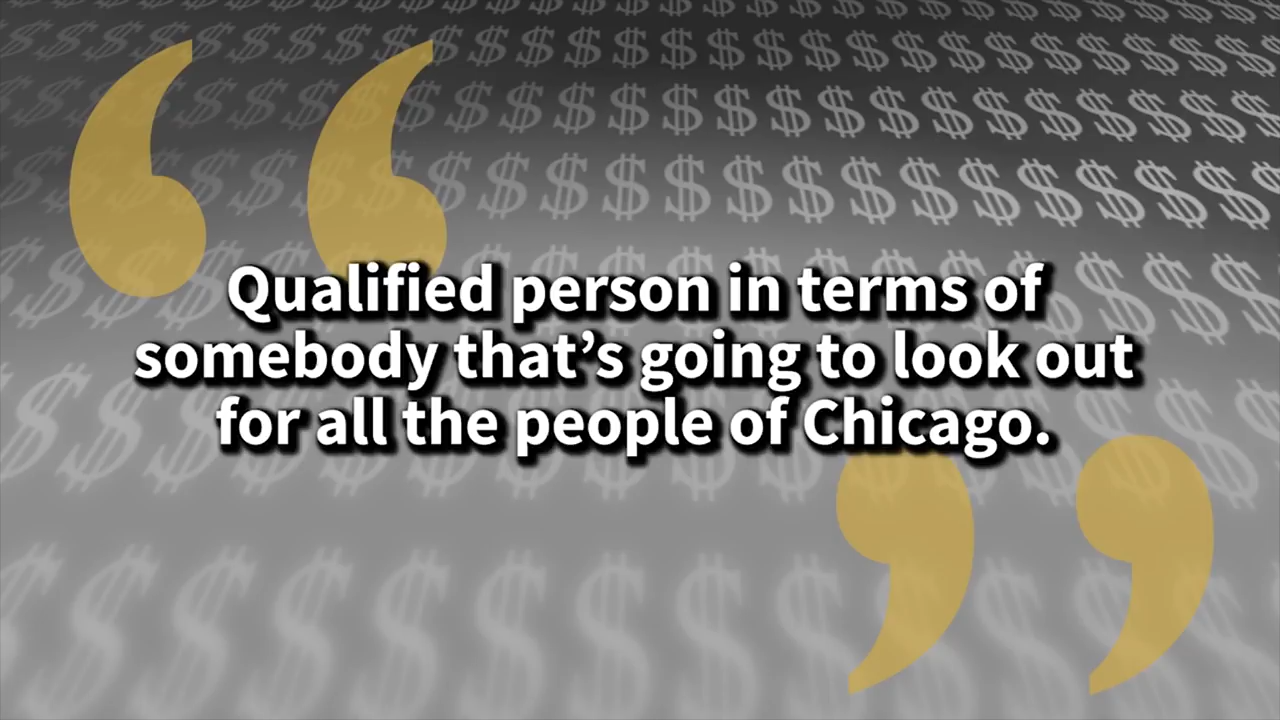 Qualified person in terms of
somebody that’s going to look out
for all the people of Chicago.